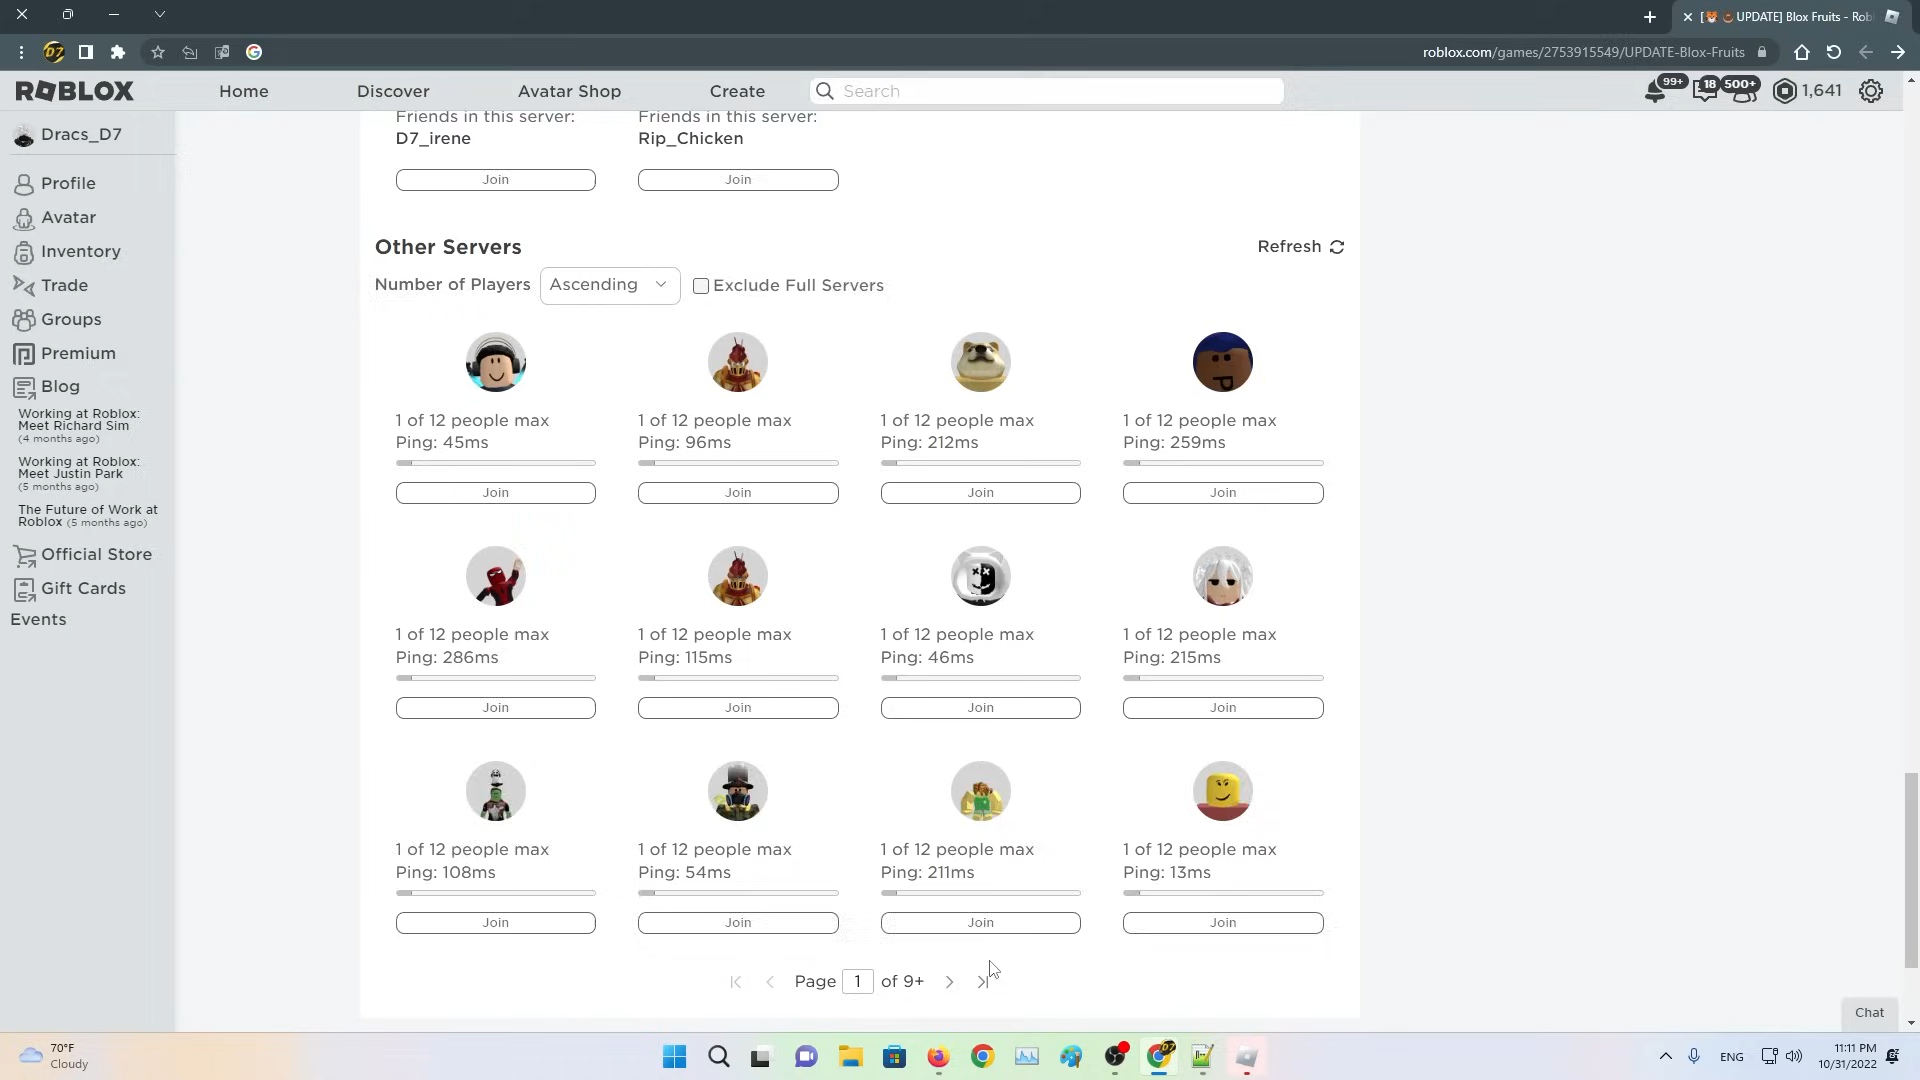 UPDATE] Blox Fruits - Rob
roblox.com/games/2753915549/UPDATE-Blox-Fruits
ROBLOX
Home
Discover
Avatar Shop
Create
Search
99+
18
500+
1,641
Dracs_D7
Profile
Avatar
Inventory
Trade
Groups
Premium
Blog
Working at Roblox:
Meet Richard Sim
(4 months ago)
Working at Roblox:
Meet Justin Park
(5 months ago)
The Future of Work at
Roblox (5 months ago)
Official Store
Gift Cards
Events
Friends in this server:
D7_irene
Join
Friends in this server:
Rip_Chicken
Join
Other Servers
Refresh
Number of Players
Ascending
Exclude Full Servers
1 of 12 people max
Ping: 45ms
Join
1 of 12 people max
Ping: 96ms
Join
1 of 12 people max
Ping: 212ms
Join
1 of 12 people max
Ping: 259ms
Join
1 of 12 people max
Ping: 286ms
Join
1 of 12 people max
Ping: 115ms
Join
1 of 12 people max
Ping: 46ms
Join
1 of 12 people max
Ping: 215ms
Join
1 of 12 people max
Ping: 108ms
Join
1 of 12 people max
Ping: 54ms
Join
1 of 12 people max
Ping: 211ms
Join
1 of 12 people max
Ping: 13ms
Join
Page 1 of 9+
Chat
70°F
Cloudy
D7
ENG
11:11 PM
10/31/2022